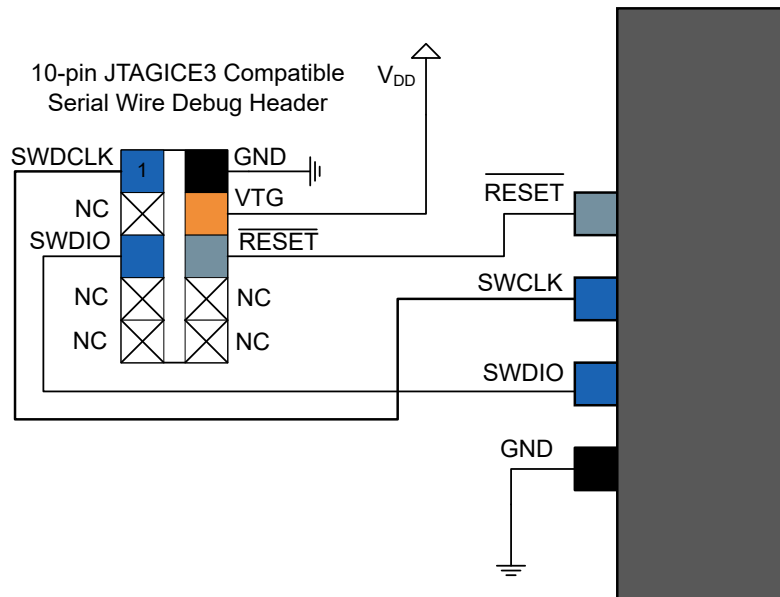 10-pin JTAGICE3 Compatible
Serial Wire Debug Header
V_DD
SWDCLK
1
GND
NC
VTG
SWDIO
RESET
NC
NC
NC
NC
RESET
SWCLK
SWDIO
GND